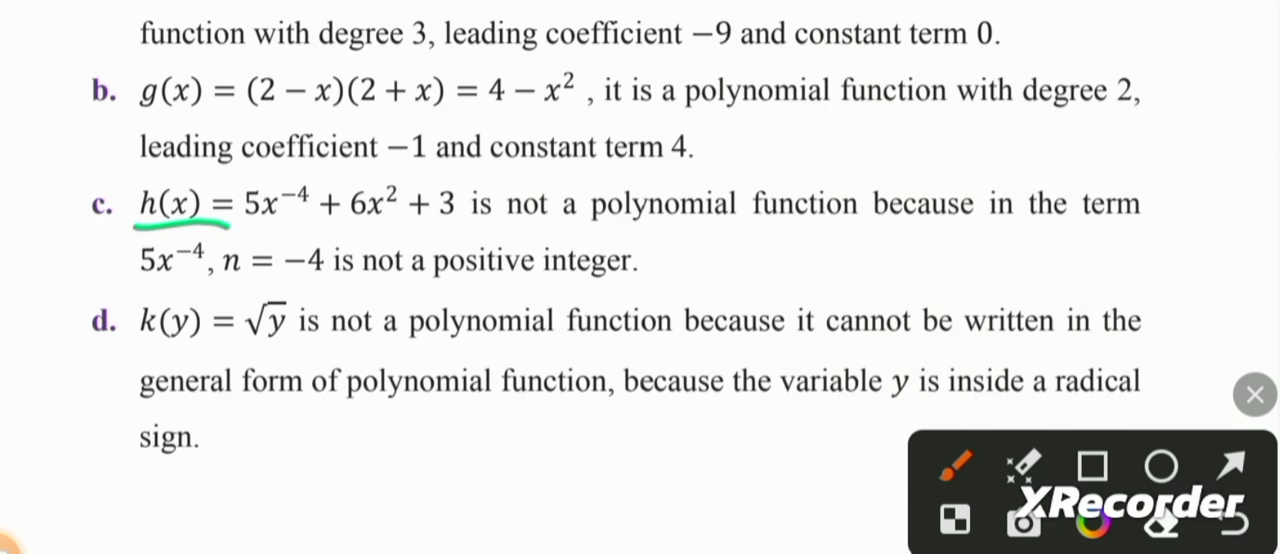 function with degree 3, leading coefficient −9 and constant term 0.
b. g(x) = (2 − x)(2 + x) = 4 − x² , it is a polynomial function with degree 2,
leading coefficient −1 and constant term 4.
c. h(x) = 5x⁻⁴ + 6x² + 3 is not a polynomial function because in the term
5x⁻⁴, n = −4 is not a positive integer.
d. k(y) = √y is not a polynomial function because it cannot be written in the
general form of polynomial function, because the variable y is inside a radical
sign.
XRecorder